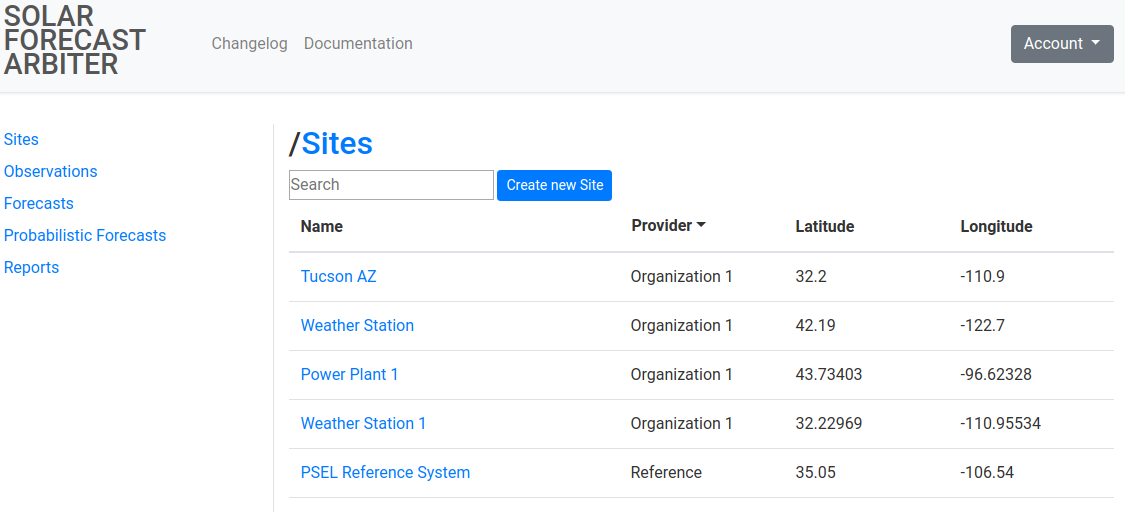 SOLAR
FORECAST
ARBITER
Changelog Documentation
Account
Sites
Observations
Forecasts
Probabilistic Forecasts
Reports
/Sites
Search Create new Site
Name Provider Latitude Longitude
Tucson AZ Organization 1 32.2 -110.9
Weather Station Organization 1 42.19 -122.7
Power Plant 1 Organization 1 43.73403 -96.62328
Weather Station 1 Organization 1 32.22969 -110.95534
PSEL Reference System Reference 35.05 -106.54